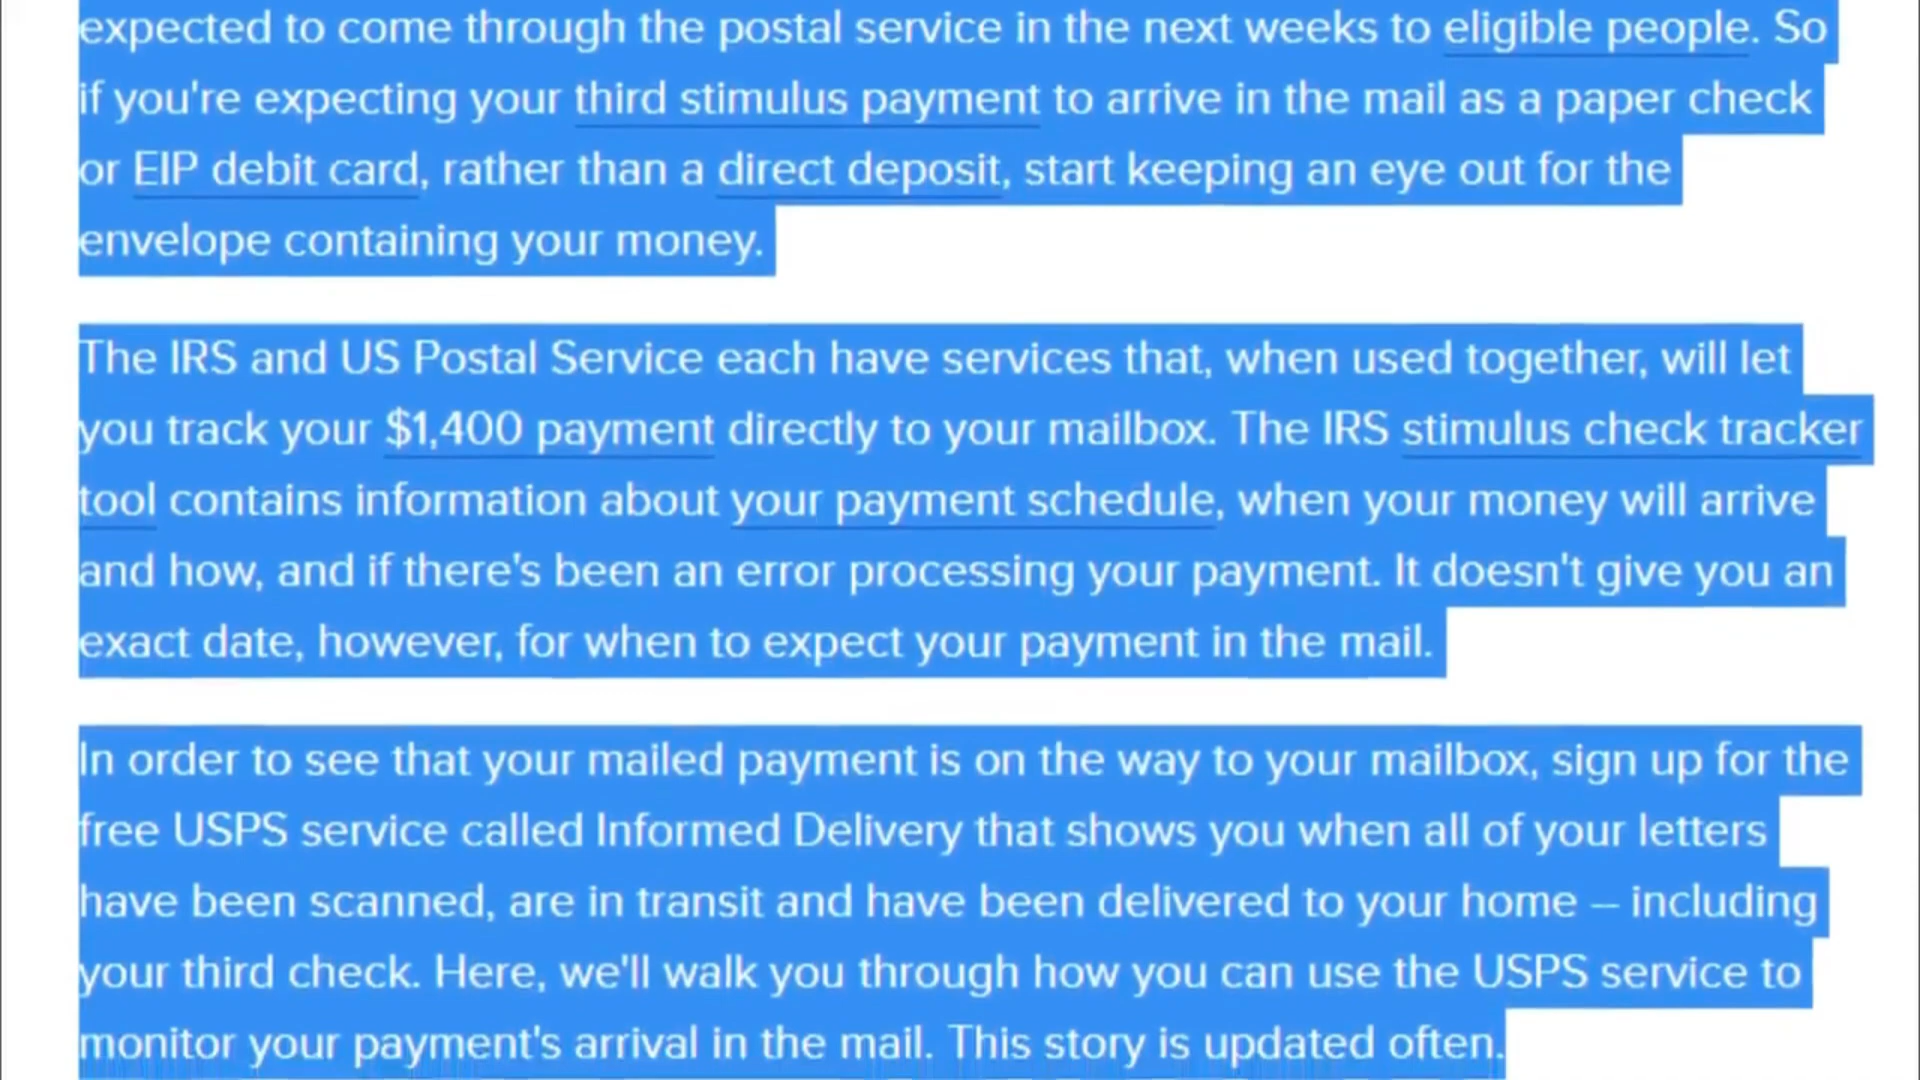 expected to come through the postal service in the next weeks to eligible people. So
if you're expecting your third stimulus payment to arrive in the mail as a paper check
or EIP debit card, rather than a direct deposit, start keeping an eye out for the
envelope containing your money.
The IRS and US Postal Service each have services that, when used together, will let
you track your $1,400 payment directly to your mailbox. The IRS stimulus check tracker
tool contains information about your payment schedule, when your money will arrive
and how, and if there's been an error processing your payment. It doesn't give you an
exact date, however, for when to expect your payment in the mail.
In order to see that your mailed payment is on the way to your mailbox, sign up for the
free USPS service called Informed Delivery that shows you when all of your letters
have been scanned, are in transit and have been delivered to your home – including
your third check. Here, we'll walk you through how you can use the USPS service to
monitor your payment's arrival in the mail. This story is updated often.